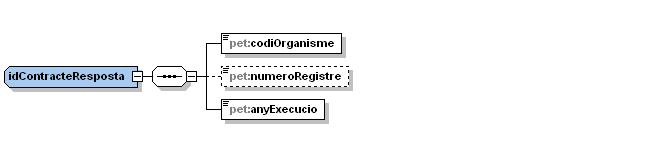 pet:codiOrganisme
idContracteResposta
pet:numeroRegistre
pet:anyExecucio